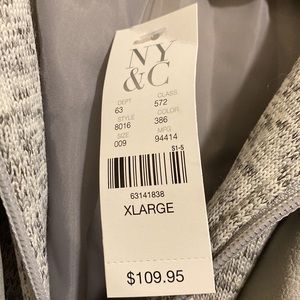 NY
&C
DEPT CLASS
63 572
STYLE COLOR
8016 386
SIZE MFG
009 94414
S1-5
63141838
XLARGE
$109.95